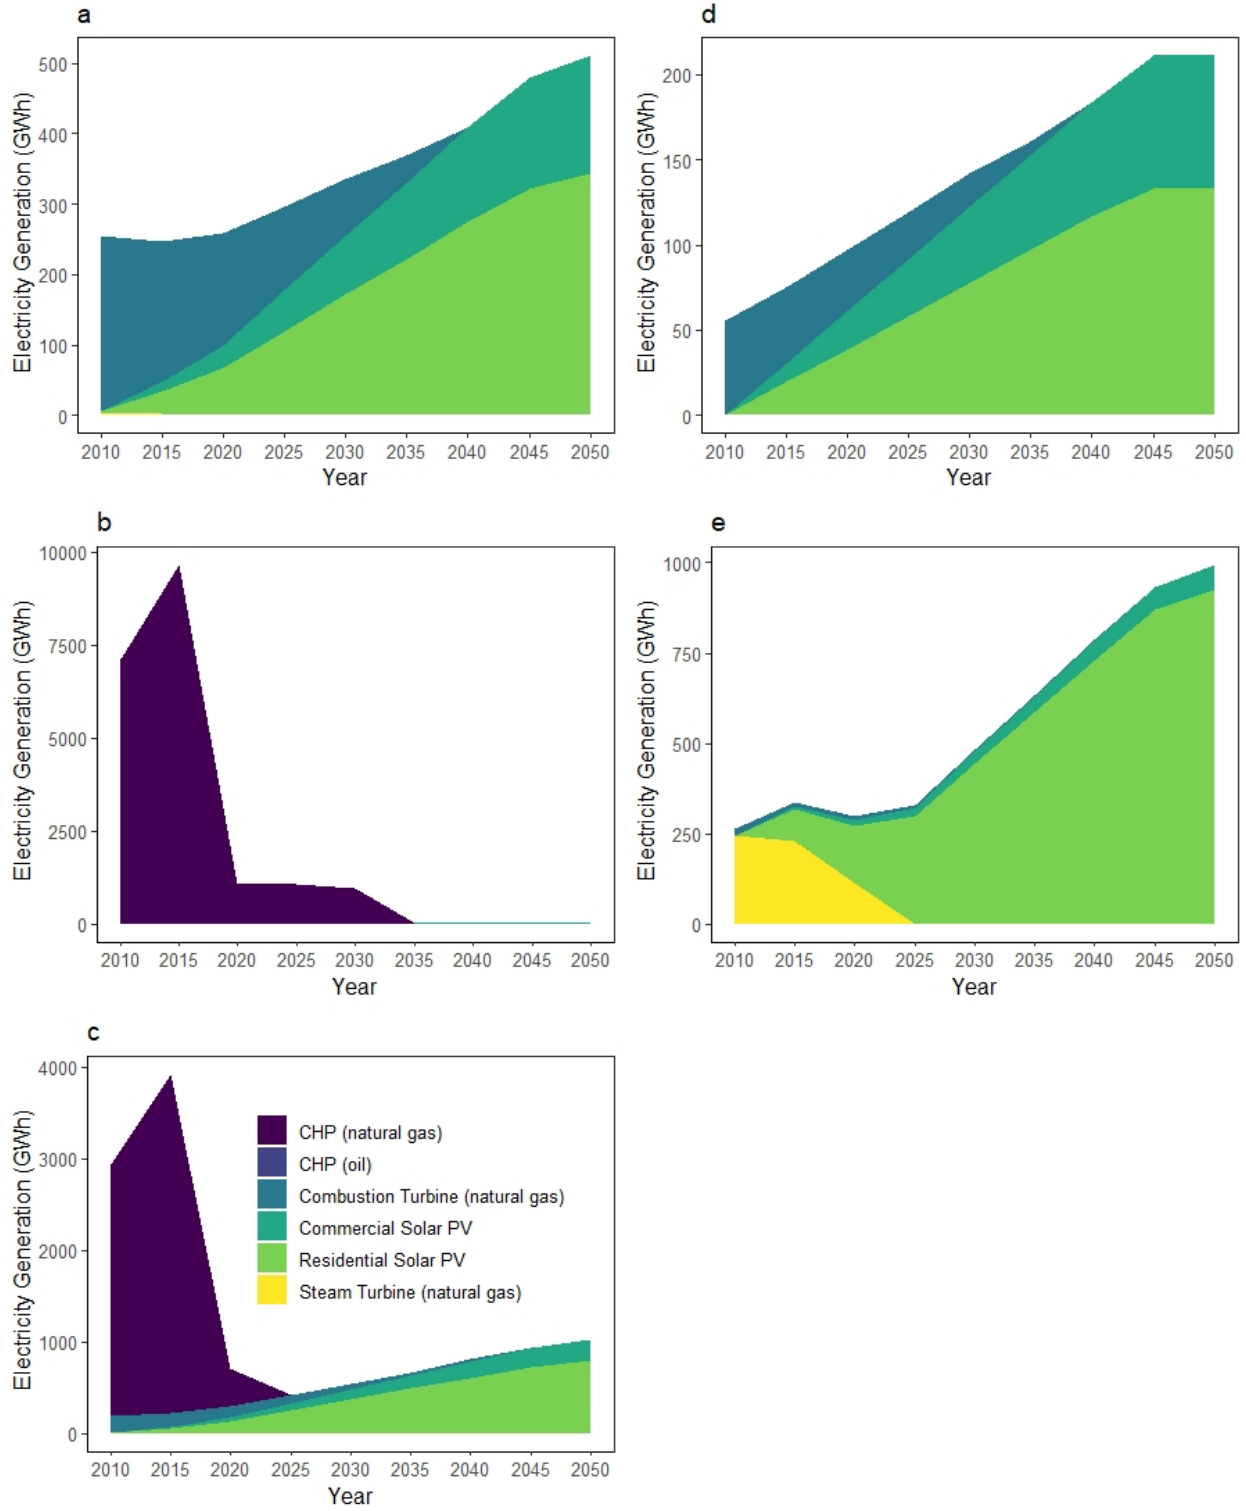 a
Electricity Generation (GWh)
500
400
300
200
100
0
2010 2015 2020 2025 2030 2035 2040 2045 2050
Year
d
Electricity Generation (GWh)
200
150
100
50
0
2010 2015 2020 2025 2030 2035 2040 2045 2050
Year
b
Electricity Generation (GWh)
10000
7500
5000
2500
0
2010 2015 2020 2025 2030 2035 2040 2045 2050
Year
e
Electricity Generation (GWh)
1000
750
500
250
0
2010 2015 2020 2025 2030 2035 2040 2045 2050
Year
c
Electricity Generation (GWh)
4000
3000
2000
1000
0
CHP (natural gas)
CHP (oil)
Combustion Turbine (natural gas)
Commercial Solar PV
Residential Solar PV
Steam Turbine (natural gas)
2010 2015 2020 2025 2030 2035 2040 2045 2050
Year